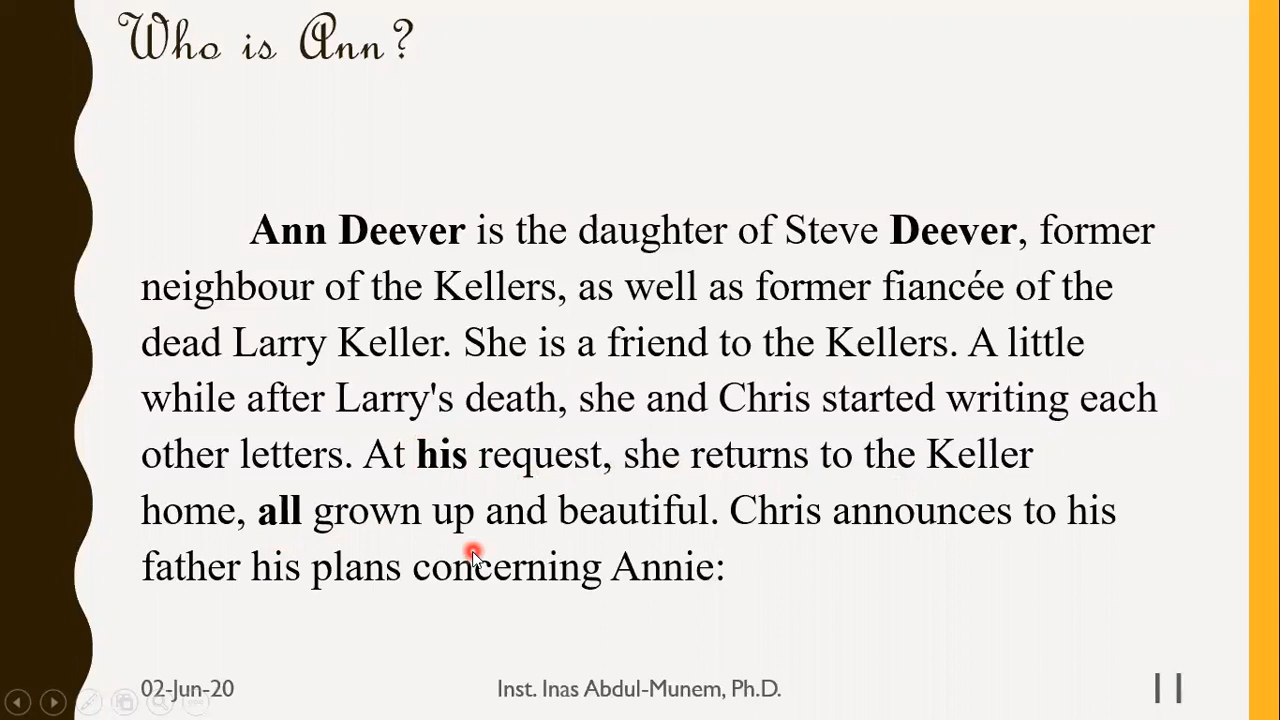 Who is Ann?
Ann Deever is the daughter of Steve Deever, former
neighbour of the Kellers, as well as former fiancée of the
dead Larry Keller. She is a friend to the Kellers. A little
while after Larry's death, she and Chris started writing each
other letters. At his request, she returns to the Keller
home, all grown up and beautiful. Chris announces to his
father his plans concerning Annie:
02-Jun-20 Inst. Inas Abdul-Munem, Ph.D. 11